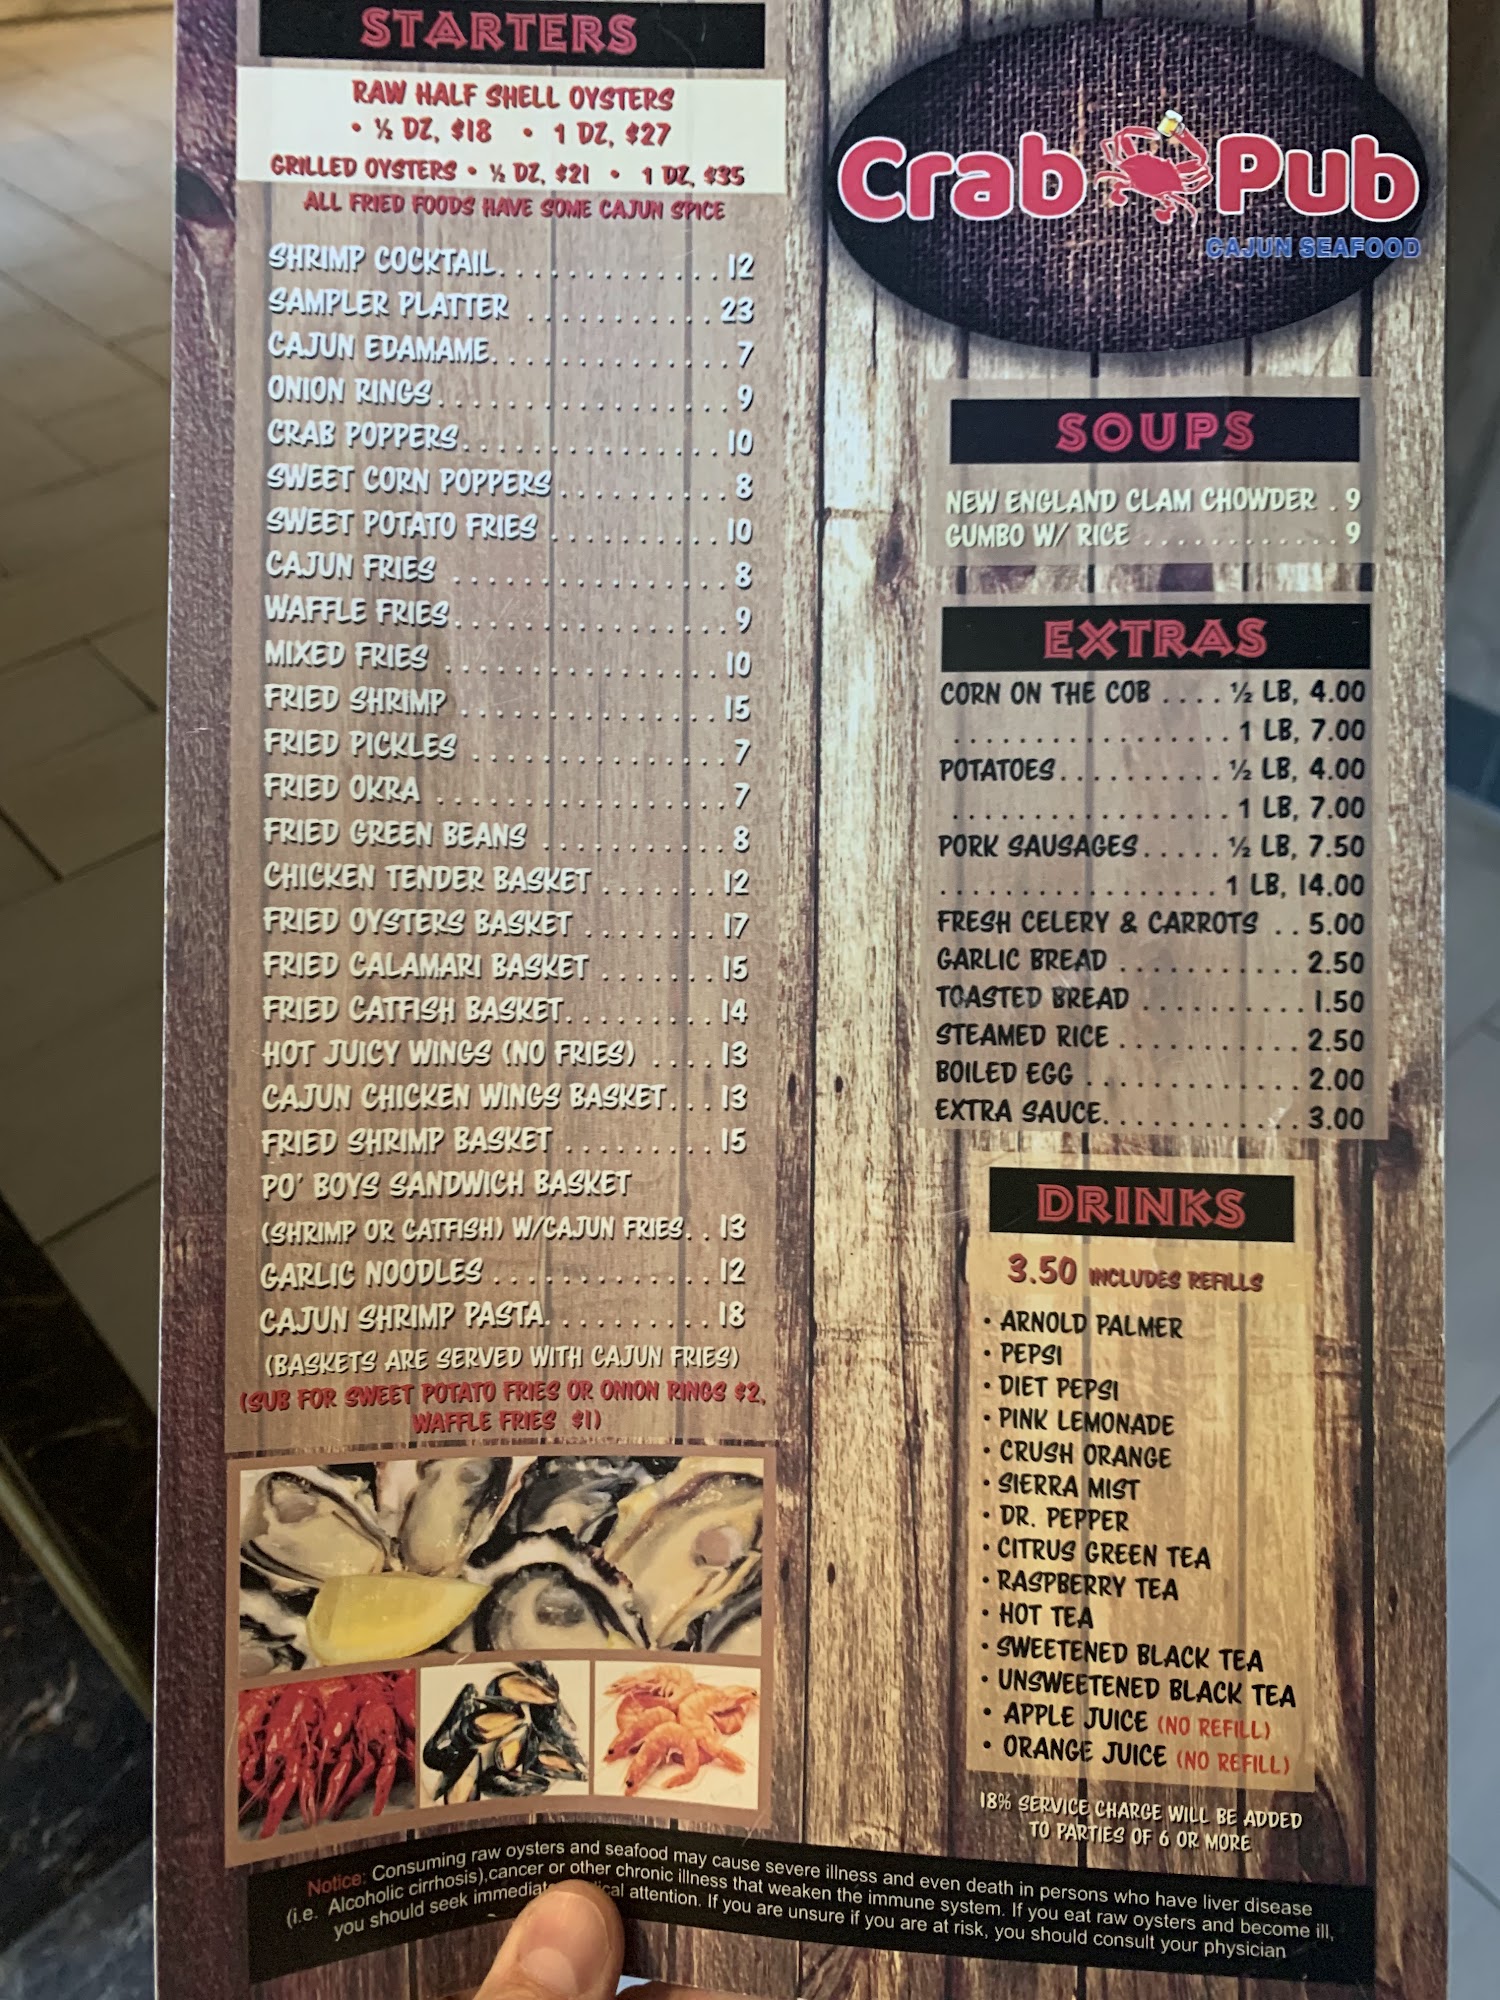 STARTERS
RAW HALF SHELL OYSTERS
• ½ DZ, $18 • 1 DZ, $27
GRILLED OYSTERS • ½ DZ, $21 • 1 DZ, $35
ALL FRIED FOODS HAVE SOME CAJUN SPICE
SHRIMP COCKTAIL. . . . . . . . . . . . . 12
SAMPLER PLATTER . . . . . . . . . . . 23
CAJUN EDAMAME. . . . . . . . . . . . . . 7
ONION RINGS. . . . . . . . . . . . . . . . . 9
CRAB POPPERS. . . . . . . . . . . . . . . 10
SWEET CORN POPPERS . . . . . . . . . . 8
SWEET POTATO FRIES . . . . . . . . . . 10
CAJUN FRIES . . . . . . . . . . . . . . . . 8
WAFFLE FRIES. . . . . . . . . . . . . . . . 9
MIXED FRIES . . . . . . . . . . . . . . . . 10
FRIED SHRIMP . . . . . . . . . . . . . . . 15
FRIED PICKLES . . . . . . . . . . . . . . . 7
FRIED OKRA . . . . . . . . . . . . . . . . . 7
FRIED GREEN BEANS . . . . . . . . . . . 8
CHICKEN TENDER BASKET . . . . . . . 12
FRIED OYSTERS BASKET . . . . . . . . 17
FRIED CALAMARI BASKET . . . . . . . 15
FRIED CATFISH BASKET. . . . . . . . . 14
HOT JUICY WINGS (NO FRIES) . . . . 13
CAJUN CHICKEN WINGS BASKET. . . 13
FRIED SHRIMP BASKET . . . . . . . . . 15
PO' BOYS SANDWICH BASKET
(SHRIMP OR CATFISH) W/CAJUN FRIES. . 13
GARLIC NOODLES . . . . . . . . . . . . . 12
CAJUN SHRIMP PASTA. . . . . . . . . . 18
(BASKETS ARE SERVED WITH CAJUN FRIES)
(SUB FOR SWEET POTATO FRIES OR ONION RINGS $2,
WAFFLE FRIES $1)
Crab Pub
CAJUN SEAFOOD
SOUPS
NEW ENGLAND CLAM CHOWDER . 9
GUMBO W/ RICE . . . . . . . . . . . . 9
EXTRAS
CORN ON THE COB . . . . ½ LB, 4.00
. . . . . . . . . . . . . . . . . 1 LB, 7.00
POTATOES. . . . . . . . . . ½ LB, 4.00
. . . . . . . . . . . . . . . . . 1 LB, 7.00
PORK SAUSAGES. . . . . ½ LB, 7.50
. . . . . . . . . . . . . . . . . 1 LB, 14.00
FRESH CELERY & CARROTS . . 5.00
GARLIC BREAD . . . . . . . . . . . 2.50
TOASTED BREAD . . . . . . . . . . 1.50
STEAMED RICE . . . . . . . . . . . 2.50
BOILED EGG . . . . . . . . . . . . . 2.00
EXTRA SAUCE. . . . . . . . . . . . 3.00
DRINKS
3.50 INCLUDES REFILLS
• ARNOLD PALMER
• PEPSI
• DIET PEPSI
• PINK LEMONADE
• CRUSH ORANGE
• SIERRA MIST
• DR. PEPPER
• CITRUS GREEN TEA
• RASPBERRY TEA
• HOT TEA
• SWEETENED BLACK TEA
• UNSWEETENED BLACK TEA
• APPLE JUICE (NO REFILL)
• ORANGE JUICE (NO REFILL)
18% SERVICE CHARGE WILL BE ADDED
TO PARTIES OF 6 OR MORE
Notice: Consuming raw oysters and seafood may cause severe illness and even death in persons who have liver disease
(i.e. Alcoholic cirrhosis),cancer or other chronic illness that weaken the immune system. If you eat raw oysters and become ill,
you should seek attention. If you are unsure if you are at risk, you should consult your physician